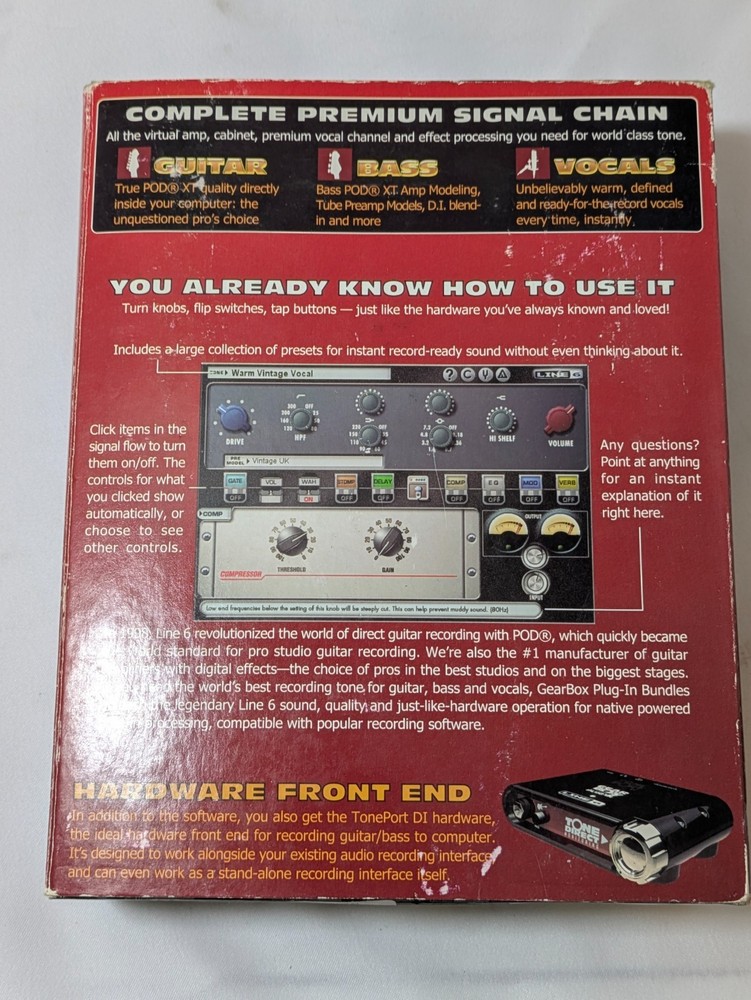 COMPLETE PREMIUM SIGNAL CHAIN
All the virtual amp, cabinet, premium vocal channel and effect processing you need for world class tone.
GUITAR
True POD® XT quality directly
inside your computer: the
unquestioned pro's choice
BASS
Bass POD® XT Amp Modeling,
Tube Preamp Models, D.I. blend-
in and more
VOCALS
Unbelievably warm, defined
and ready-for-the-record vocals
every time, instantly.
YOU ALREADY KNOW HOW TO USE IT
Turn knobs, flip switches, tap buttons — just like the hardware you've always known and loved!
Includes a large collection of presets for instant record-ready sound without even thinking about it.
TONE Warm Vintage Vocal
LINE 6
DRIVE
HPF
HI SHELF
VOLUME
PRE MODEL Vintage UK
GATE VOL WAH STOMP DELAY COMP EQ MOD VERB
OFF ON OFF OFF OFF OFF OFF OFF
COMP
THRESHOLD
GAIN
COMPRESSOR
OUTPUT
INPUT
Low end frequencies below the setting of this knob will be steeply cut. This can help prevent muddy sound. (80Hz)
Click items in the
signal flow to turn
them on/off. The
controls for what
you clicked show
automatically, or
choose to see
other controls.
Any questions?
Point at anything
for an instant
explanation of it
right here.
1998, Line 6 revolutionized the world of direct guitar recording with POD®, which quickly became
standard for pro studio guitar recording. We're also the #1 manufacturer of guitar
with digital effects—the choice of pros in the best studios and on the biggest stages.
the world's best recording tone for guitar, bass and vocals, GearBox Plug-In Bundles
the legendary Line 6 sound, quality and just-like-hardware operation for native powered
processing, compatible with popular recording software.
HARDWARE FRONT END
In addition to the software, you also get the TonePort DI hardware,
the ideal hardware front end for recording guitar/bass to computer.
It's designed to work alongside your existing audio recording interface
and can even work as a stand-alone recording interface itself.
TONE
DIRECT